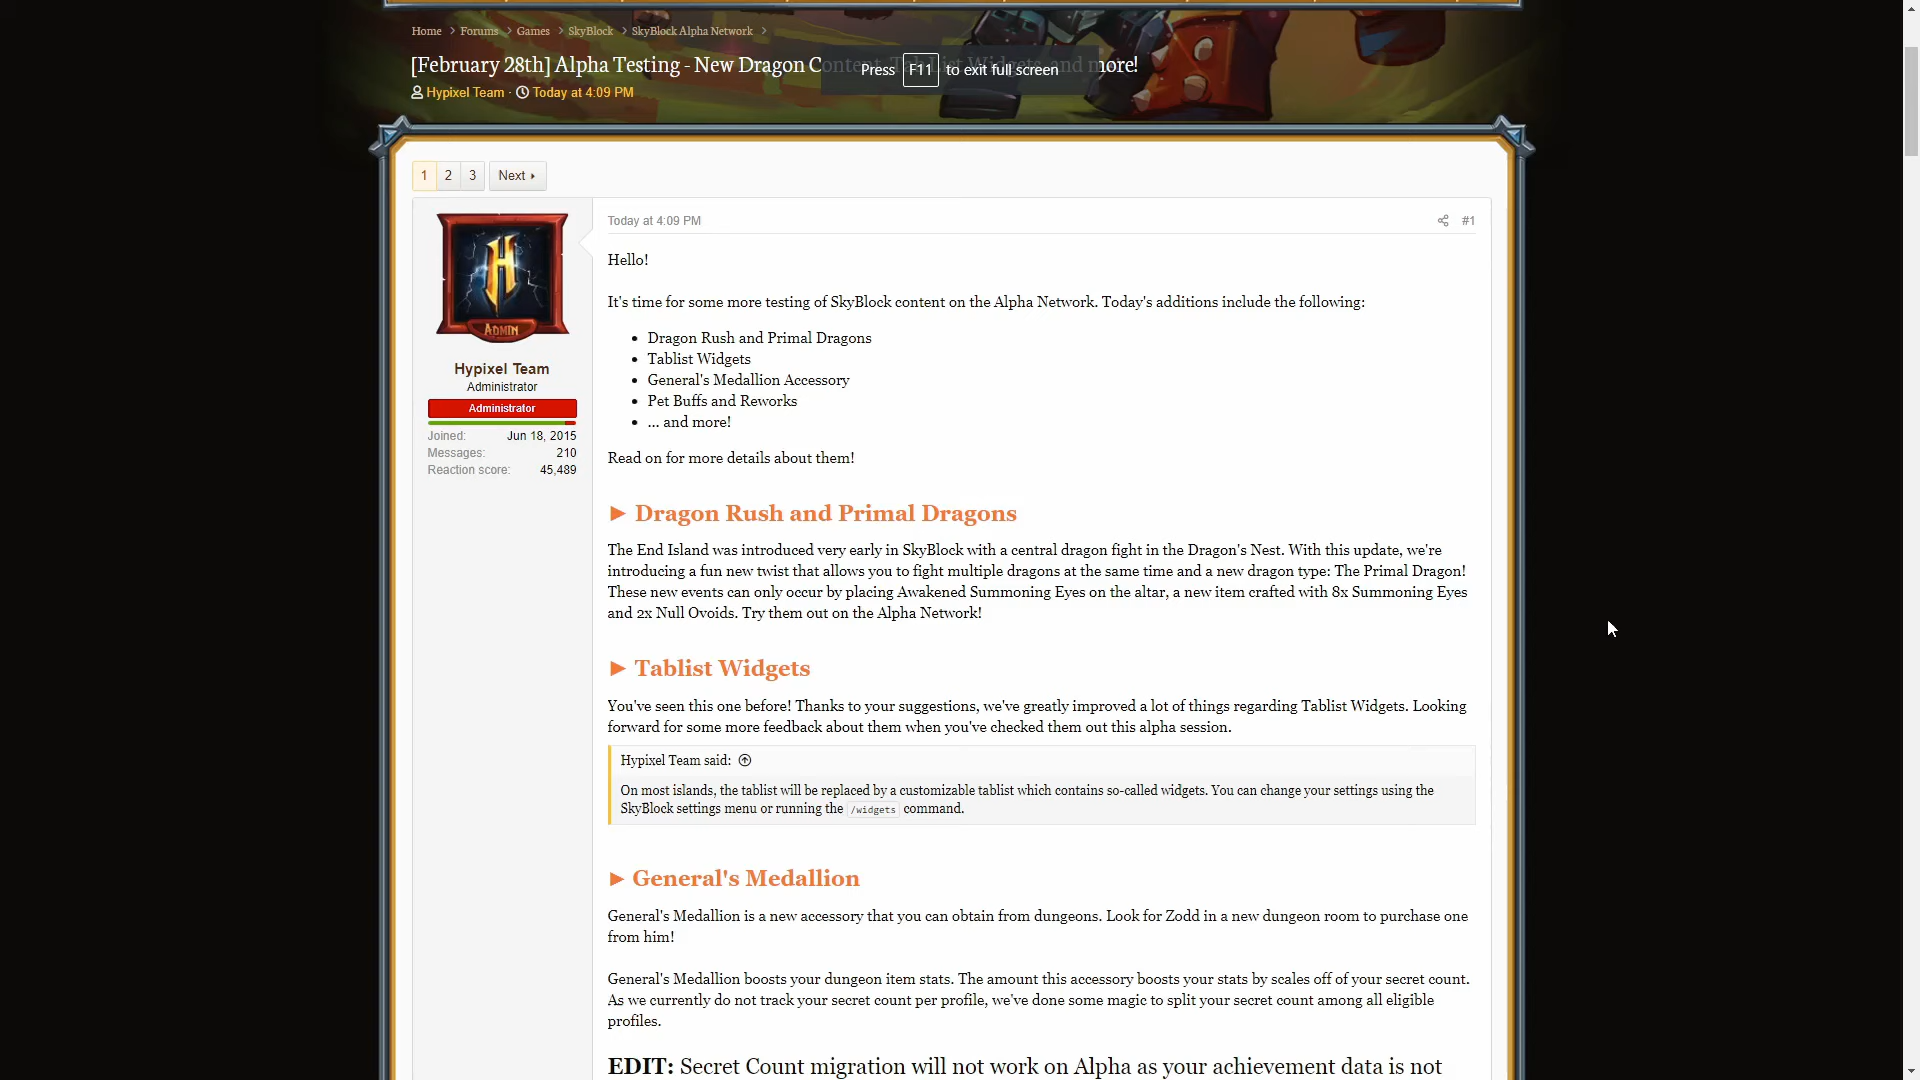 Home > Forums > Games > SkyBlock > SkyBlock Alpha Network >
[February 28th] Alpha Testing - New Dragon Content, Tab List Widgets, and more!
Press F11 to exit full screen
Hypixel Team · Today at 4:09 PM
1 2 3 Next
Today at 4:09 PM #1
H
ADMIN
Hypixel Team
Administrator
Administrator
Joined: Jun 18, 2015
Messages: 210
Reaction score: 45,489
Hello!
It's time for some more testing of SkyBlock content on the Alpha Network. Today's additions include the following:
• Dragon Rush and Primal Dragons
• Tablist Widgets
• General's Medallion Accessory
• Pet Buffs and Reworks
• ... and more!
Read on for more details about them!
► Dragon Rush and Primal Dragons
The End Island was introduced very early in SkyBlock with a central dragon fight in the Dragon's Nest. With this update, we're
introducing a fun new twist that allows you to fight multiple dragons at the same time and a new dragon type: The Primal Dragon!
These new events can only occur by placing Awakened Summoning Eyes on the altar, a new item crafted with 8x Summoning Eyes
and 2x Null Ovoids. Try them out on the Alpha Network!
► Tablist Widgets
You've seen this one before! Thanks to your suggestions, we've greatly improved a lot of things regarding Tablist Widgets. Looking
forward for some more feedback about them when you've checked them out this alpha session.
Hypixel Team said:
On most islands, the tablist will be replaced by a customizable tablist which contains so-called widgets. You can change your settings using the
SkyBlock settings menu or running the /widgets command.
► General's Medallion
General's Medallion is a new accessory that you can obtain from dungeons. Look for Zodd in a new dungeon room to purchase one
from him!
General's Medallion boosts your dungeon item stats. The amount this accessory boosts your stats by scales off of your secret count.
As we currently do not track your secret count per profile, we've done some magic to split your secret count among all eligible
profiles.
EDIT: Secret Count migration will not work on Alpha as your achievement data is not